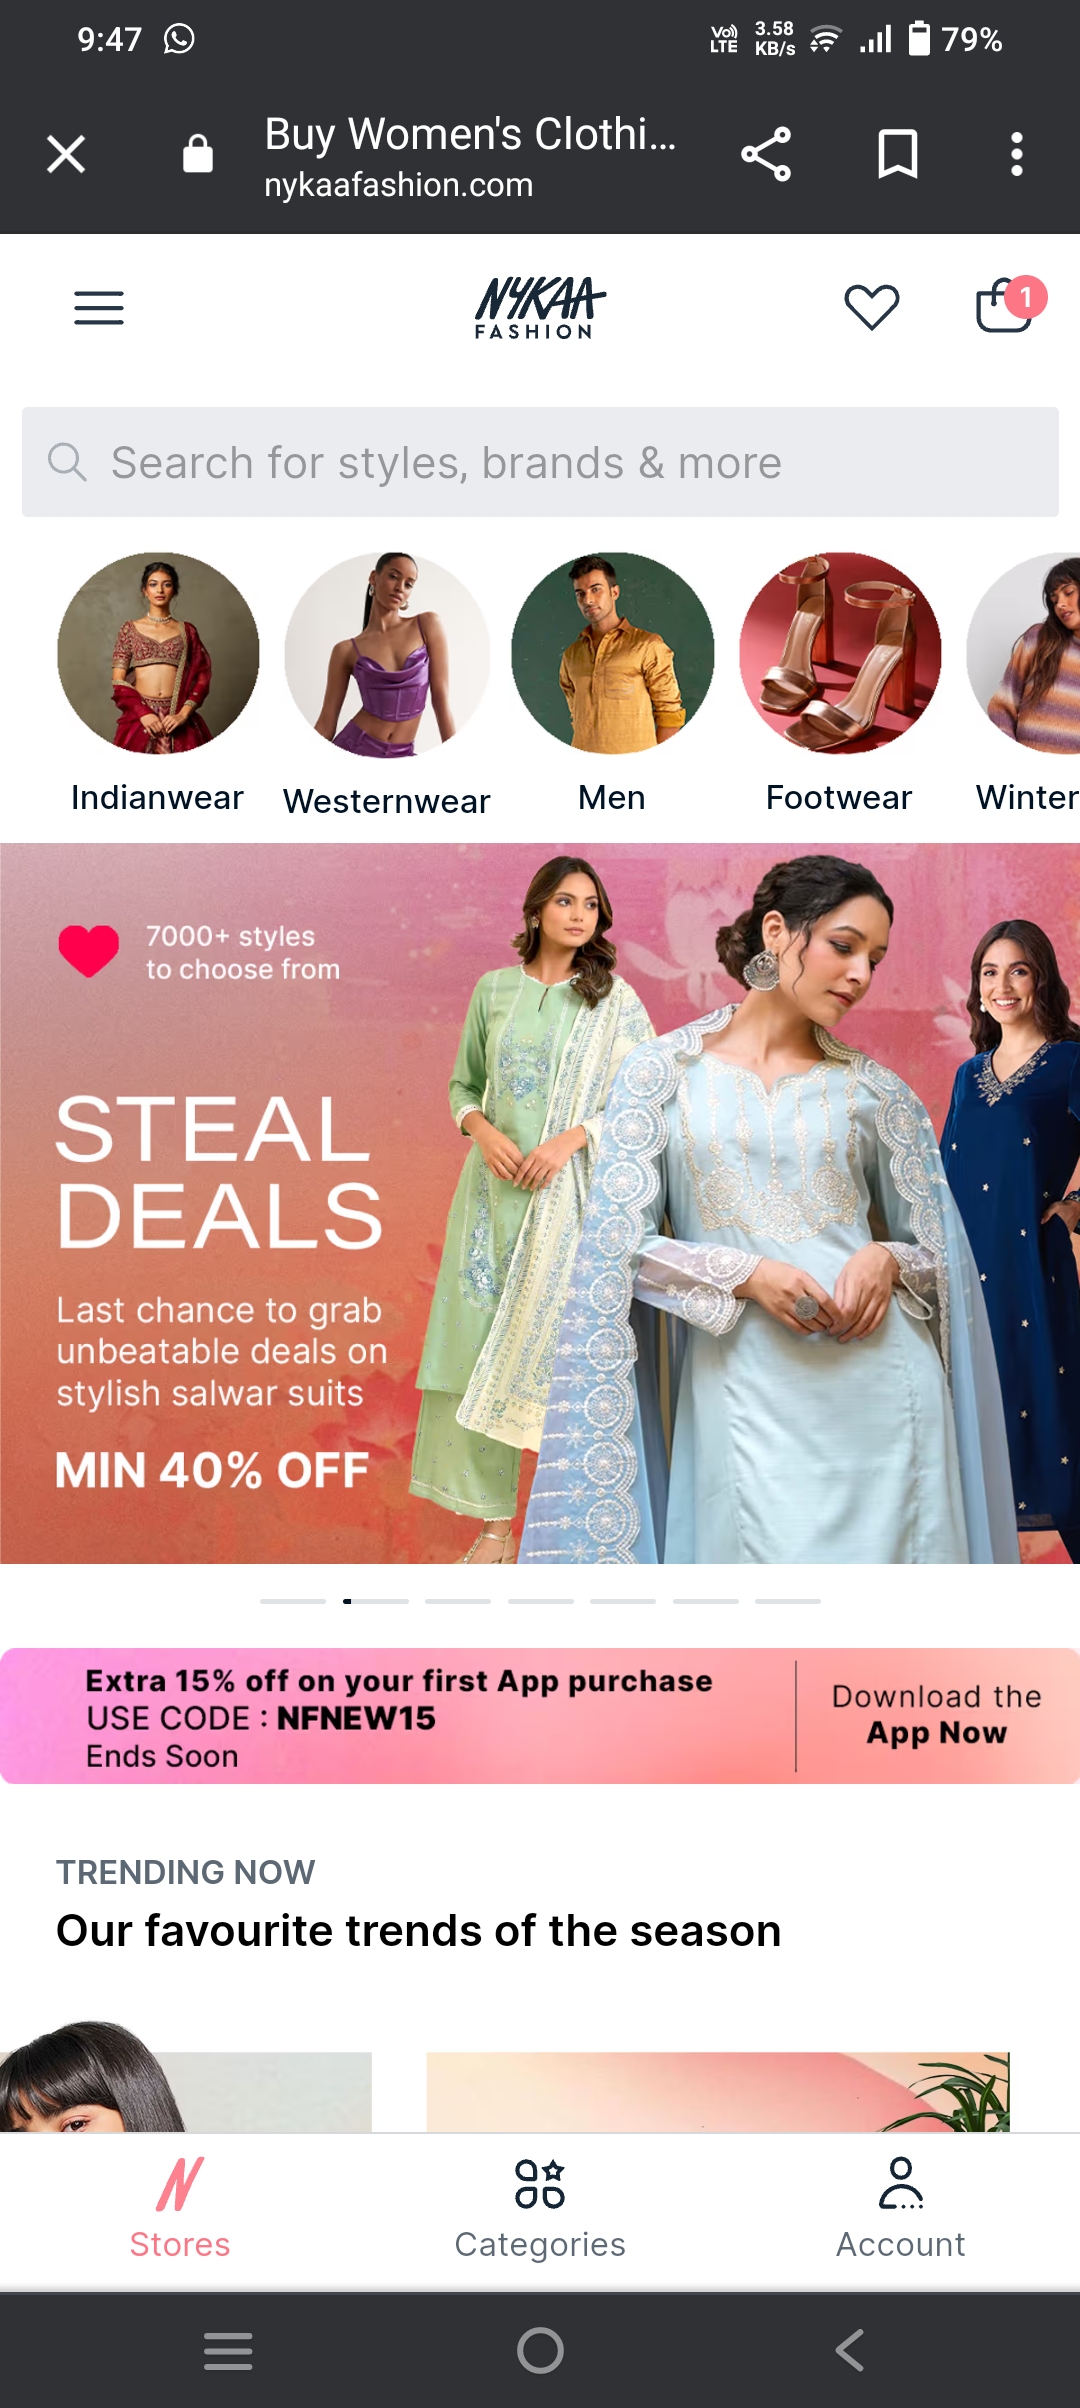 9:47
Vo)) LTE 3.58 KB/s 79%
Buy Women's Clothi...
nykaafashion.com
NYKAA
FASHION
1
Search for styles, brands & more
Indianwear Westernwear Men Footwear Winter
7000+ styles
to choose from
STEAL
DEALS
Last chance to grab
unbeatable deals on
stylish salwar suits
MIN 40% OFF
Extra 15% off on your first App purchase
USE CODE : NFNEW15
Ends Soon
Download the
App Now
TRENDING NOW
Our favourite trends of the season
Stores Categories Account